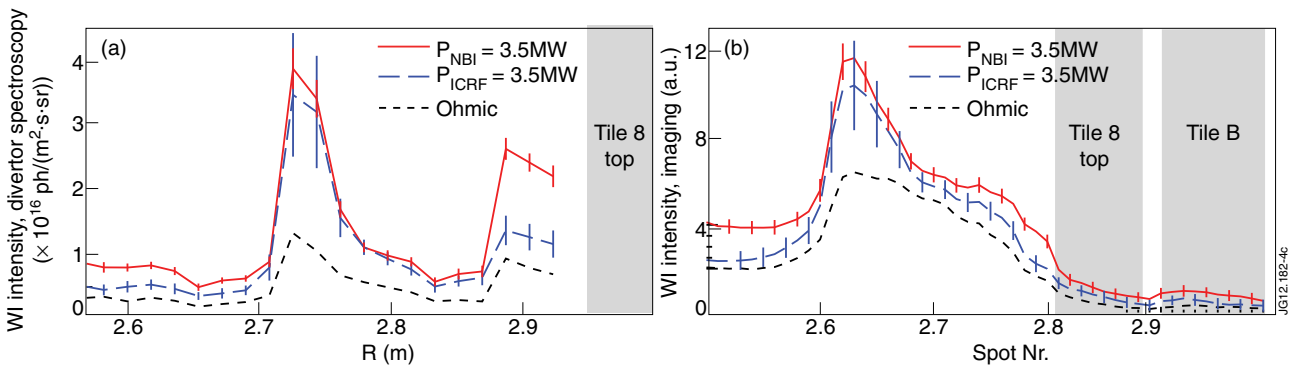 WI intensity, divertor spectroscopy
(× 10¹⁶ ph/(m²·s·sr)
(a)
P_NBI = 3.5MW
P_ICRF = 3.5MW
Ohmic
Tile 8
top
4
3
2
1
0
2.6
2.7
2.8
2.9
R (m)
WI intensity, imaging (a.u.)
(b)
P_NBI = 3.5MW
P_ICRF = 3.5MW
Ohmic
Tile 8
top
Tile B
12
8
4
0
2.6
2.7
2.8
2.9
Spot Nr.
JG12.182-4c